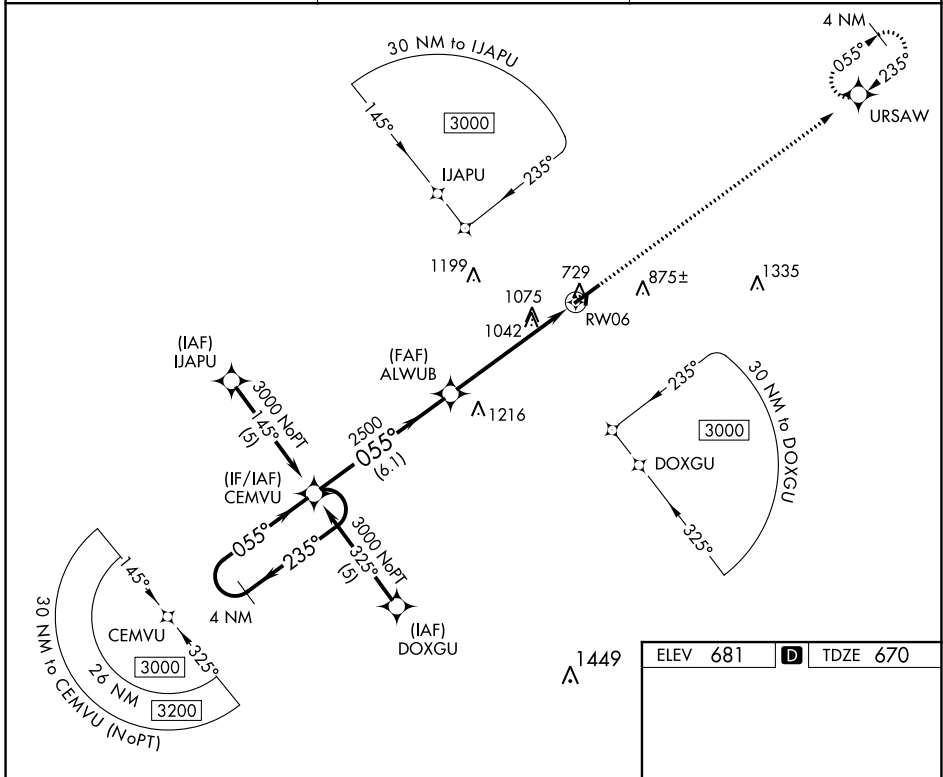 4 NM
055°
235°
URSAW
30 NM to IJAPU
145°
3000
235°
IJAPU
1199
729
875±
1335
1075
1042
RW06
(IAF)
IJAPU
3000 NoPT
145°
(5)
(FAF)
ALWUB
1216
2500
055°
(6.1)
235°
30 NM to DOXGU
3000
DOXGU
325°
(IF/IAF)
CEMVU
055°
235°
4 NM
3000 NoPT
325°
(5)
(IAF)
DOXGU
145°
CEMVU
325°
3000
26 NM
3200
30 NM to CEMVU (NoPT)
1449
ELEV 681 D TDZE 670